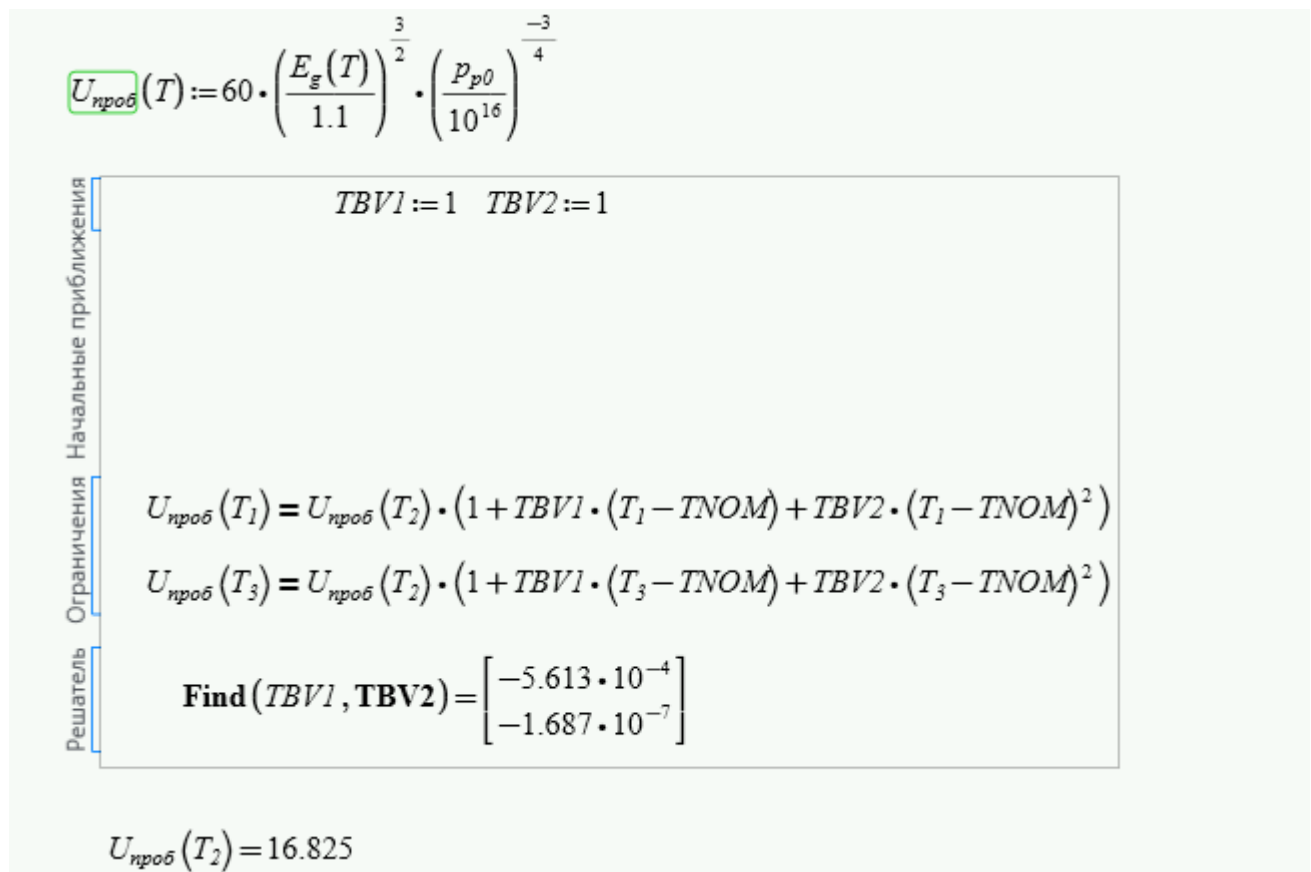 U_проб(T):=60•(E_g(T)/1.1)^(3/2)•(p_p0/10^16)^(-3/4)
Начальные приближения
TBV1:=1 TBV2:=1
Ограничения
U_проб(T_1)=U_проб(T_2)•(1+TBV1•(T_1−TNOM)+TBV2•(T_1−TNOM)^2)
U_проб(T_3)=U_проб(T_2)•(1+TBV1•(T_3−TNOM)+TBV2•(T_3−TNOM)^2)
Решатель
Find(TBV1,TBV2)=[−5.613•10^−4
−1.687•10^−7]
U_проб(T_2)=16.825